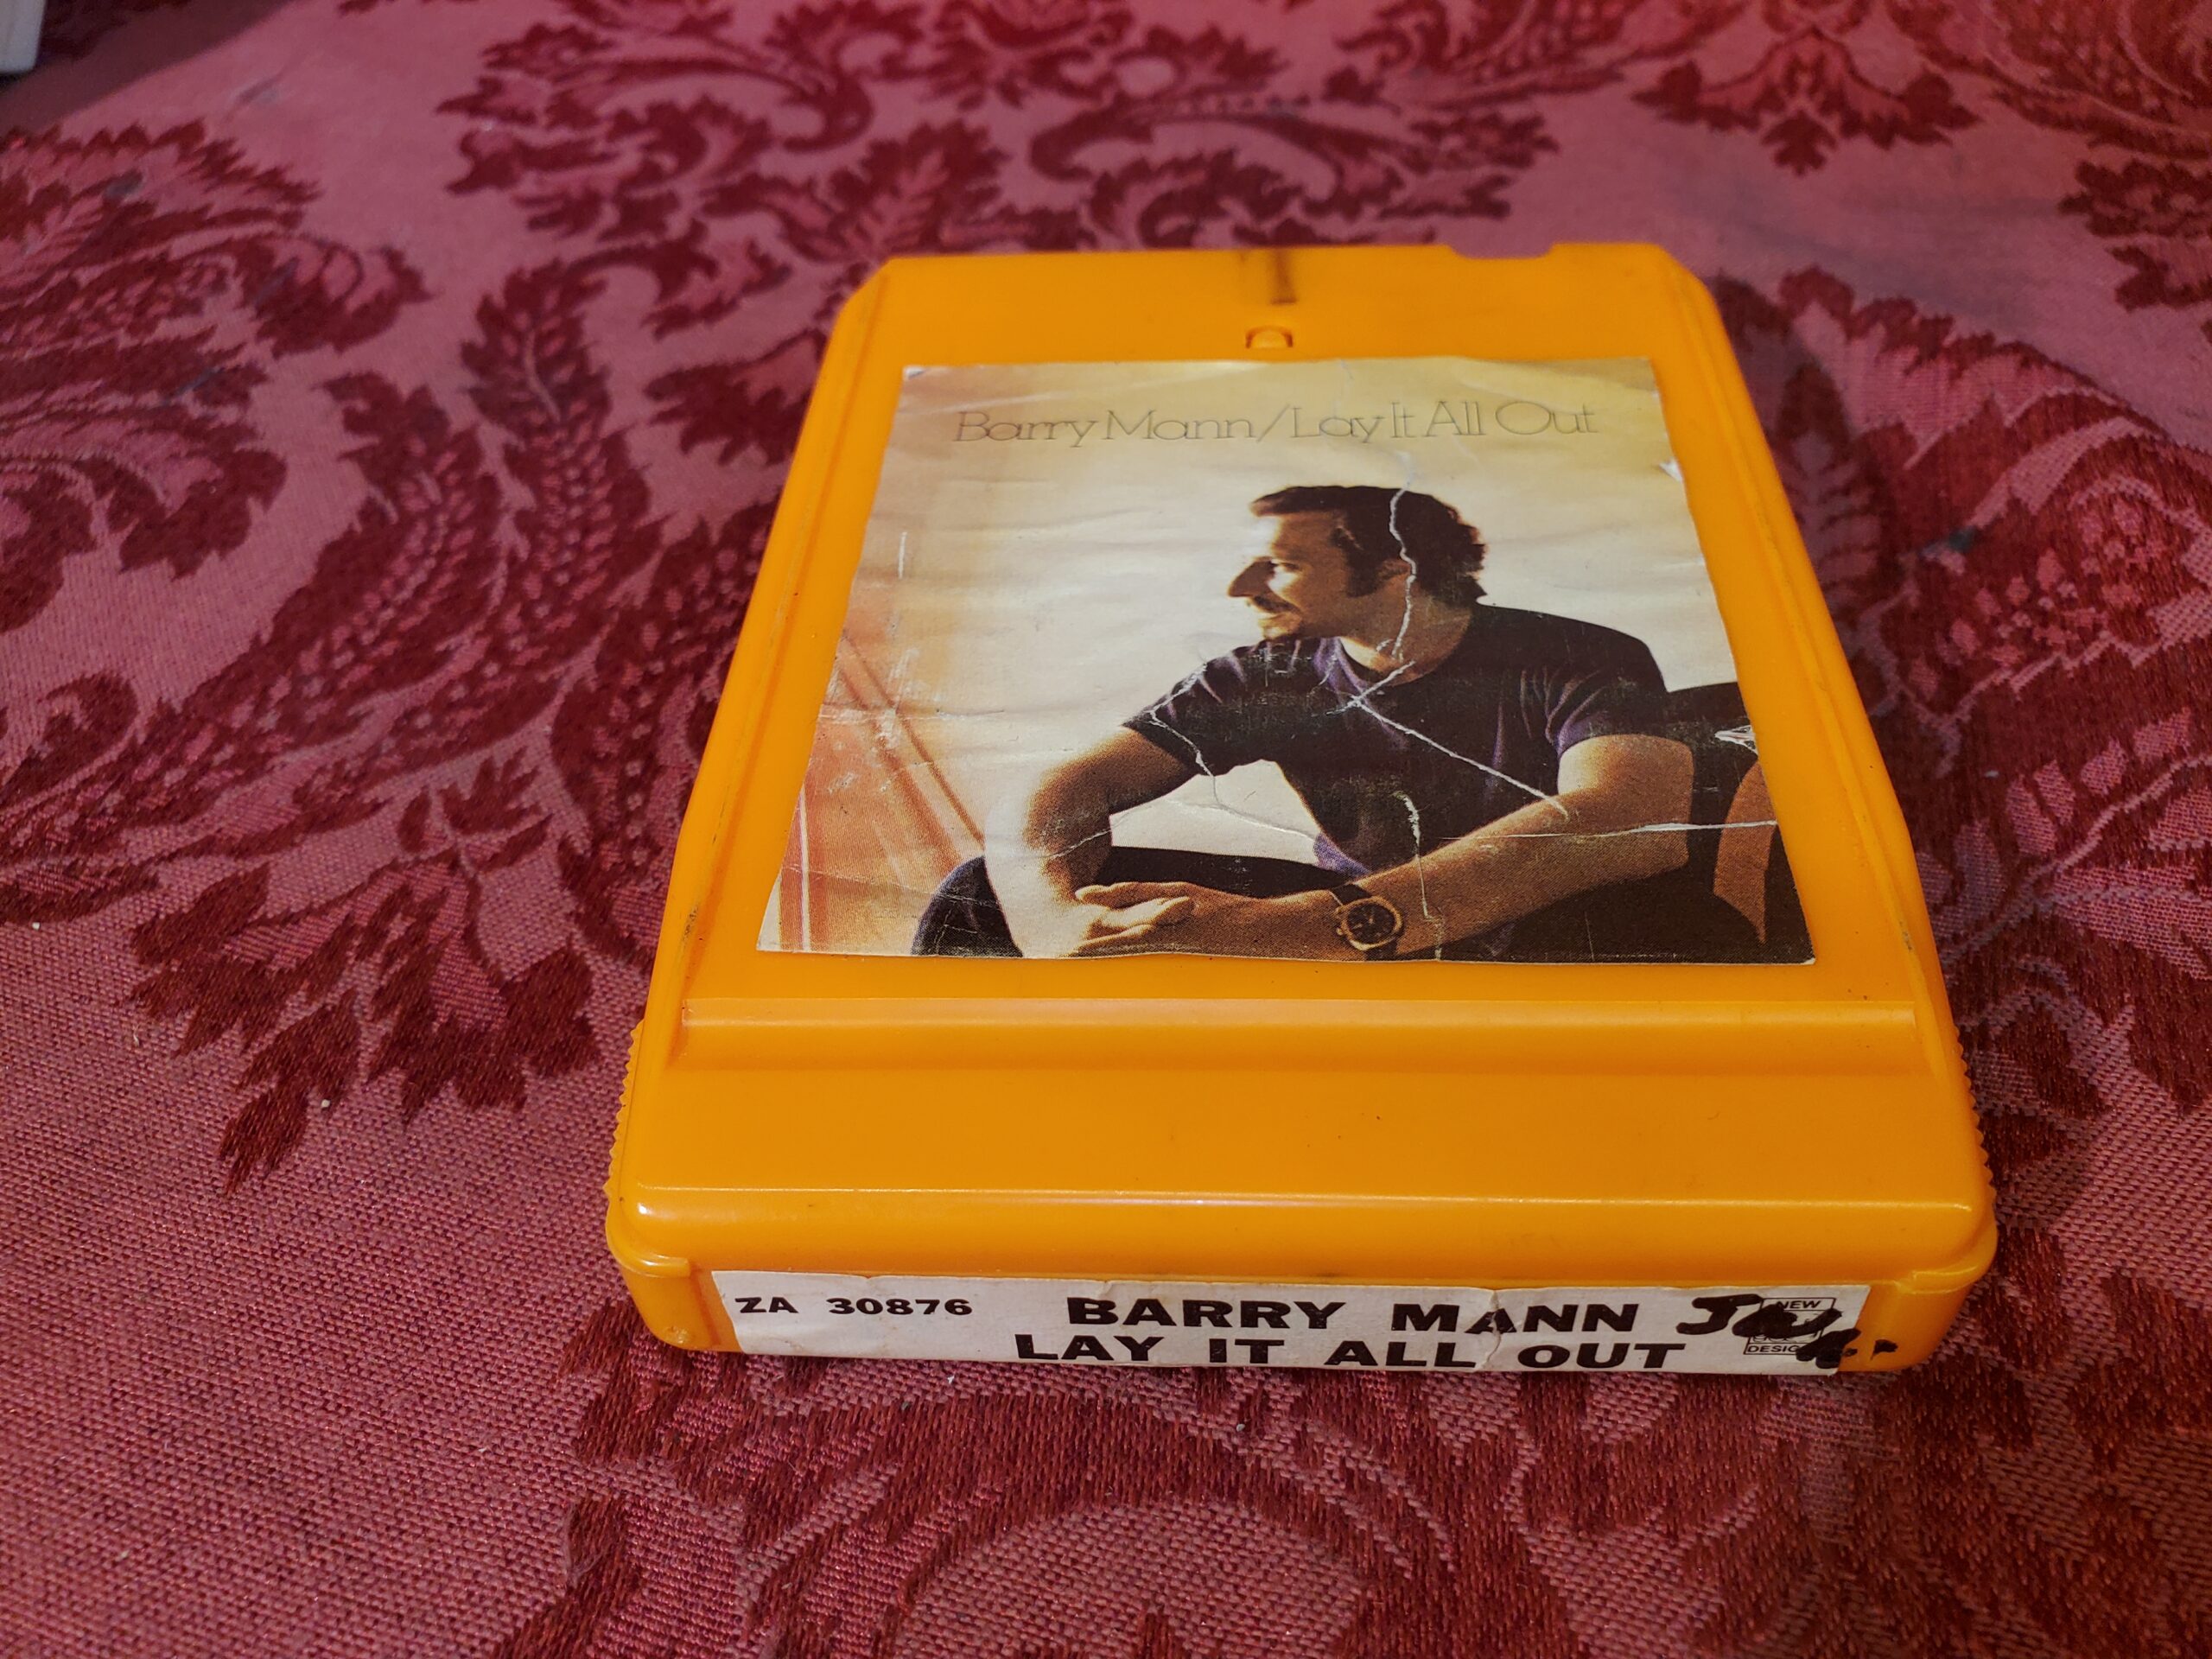 Barry Mann/Lay It All Out
ZA 30876
BARRY MANN
LAY IT ALL OUT
NEW